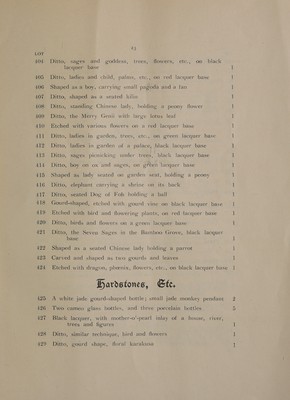 23
LOT
404 Ditto, sages and goddess, trees, flowers, etc., on black
lacquer base 1
405 Ditto, ladies and child, palace, etc., on red lacquer base 1
406 Shaped as a boy, carrying small pagoda and a fan 1
407 Ditto, shaped as a seated hilin 1
408 Ditto, standing Chinese lady, holding a peony flower 1
409 Ditto, the Merry Genii with large lotus leaf 1
410 Etched with various flowers on a red lacquer base 1
411 Ditto, ladies in garden, trees, etc., on green lacquer base 1
412 Ditto, ladies in garden of a palace, black lacquer base 1
413 Ditto, sages picnicking under trees, black lacquer base 1
414 Ditto, boy on ox and sages, on green lacquer base 1
415 Shaped as lady seated on garden seat, holding a peony 1
416 Ditto, elephant carrying a shrine on its back 1
417 Ditto, seated Dog of Foh holding a ball 1
418 Gourd-shaped, etched with gourd vine on black lacquer base 1
419 Etched with bird and flowering plants, on red lacquer base 1
420 Ditto, birds and flowers on a green lacquer base 1
421 Ditto, the Seven Sages in the Bamboo Grove, black lacquer
base 1
422 Shaped as a seated Chinese lady holding a parrot 1
423 Carved and shaped as two gourds and leaves 1
424 Etched with dragon, phœnix, flowers, etc., on black lacquer base 1
Hardstones, Etc.
425 A white jade gourd-shaped bottle; small jade monkey pendant 2
426 Two cameo glass bottles, and three porcelain bottles 5
427 Black lacquer, with mother-o'-pearl inlay of a house, river,
trees and figures 1
428 Ditto, similar technique, bird and flowers 1
429 Ditto, gourd shape, floral karakusa 1